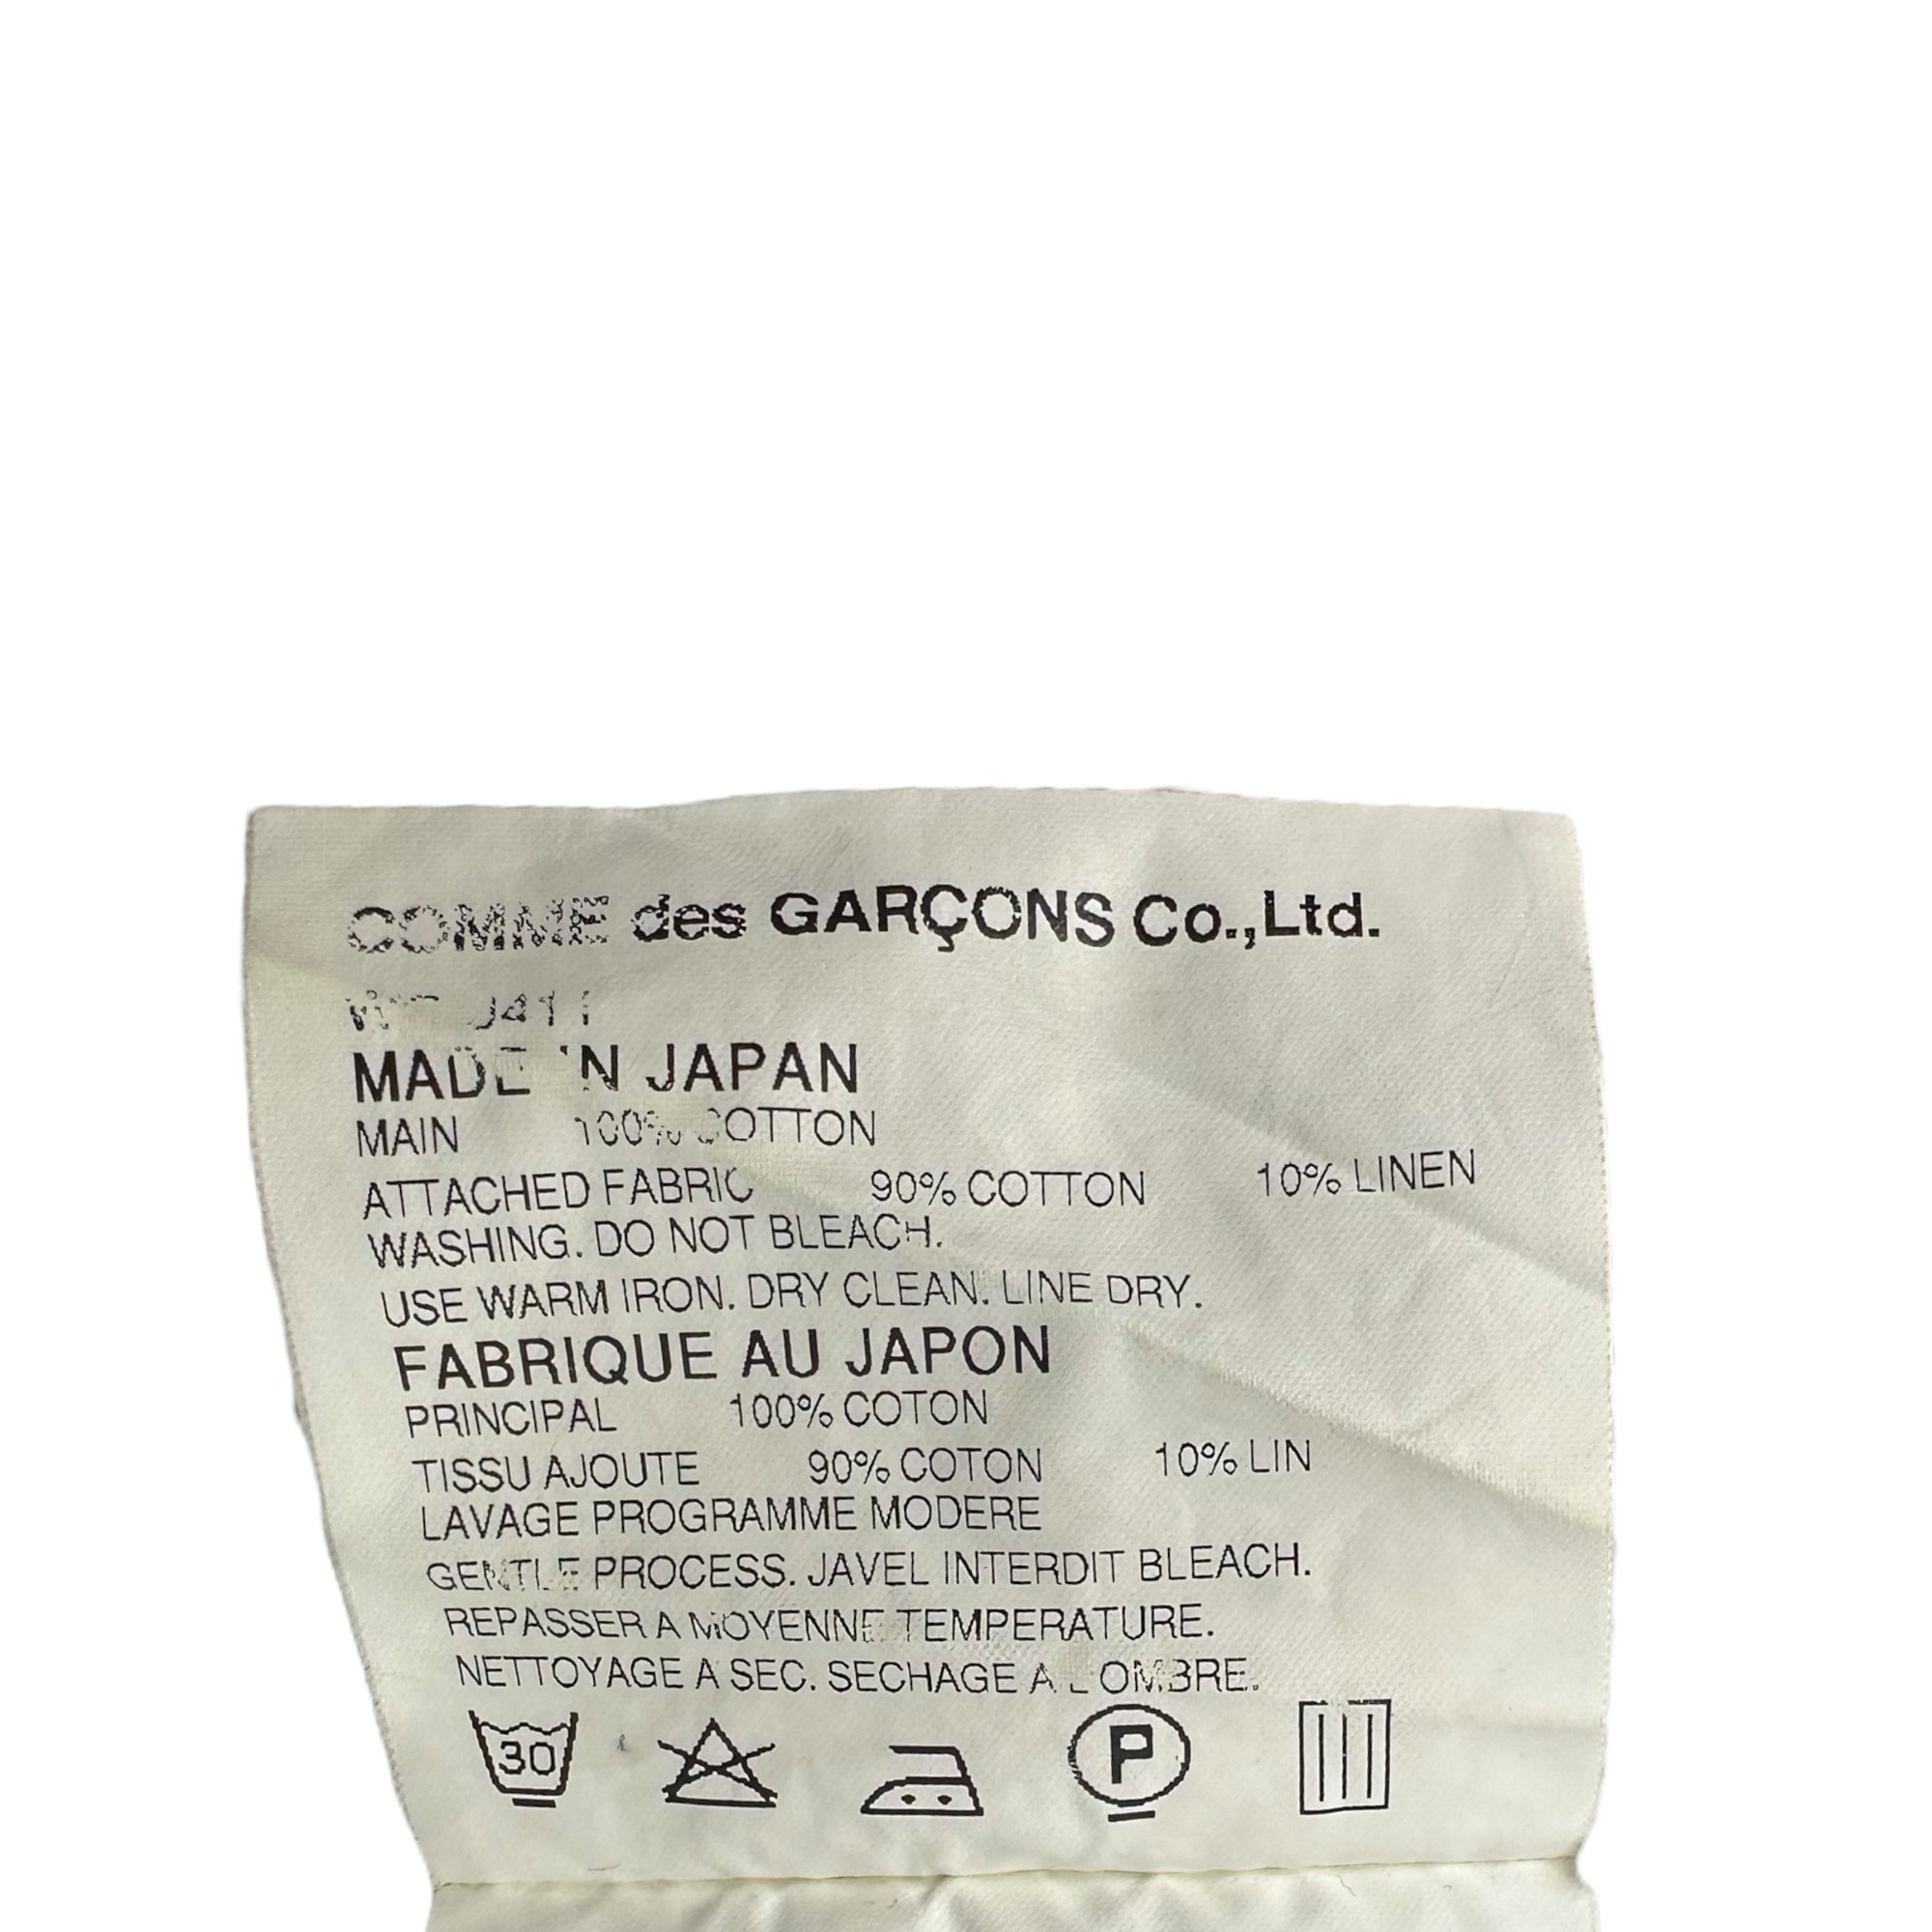 COMME des GARÇONS Co.,Ltd.
MADE IN JAPAN
MAIN 100% COTTON
ATTACHED FABRIC 90% COTTON 10% LINEN
WASHING. DO NOT BLEACH.
USE WARM IRON. DRY CLEAN. LINE DRY.
FABRIQUE AU JAPON
PRINCIPAL 100% COTON
TISSU AJOUTE 90% COTON 10% LIN
LAVAGE PROGRAMME MODERE
GENTLE PROCESS. JAVEL INTERDIT BLEACH.
REPASSER A MOYENNE TEMPERATURE.
NETTOYAGE A SEC. SECHAGE A L OMBRE.
30 P